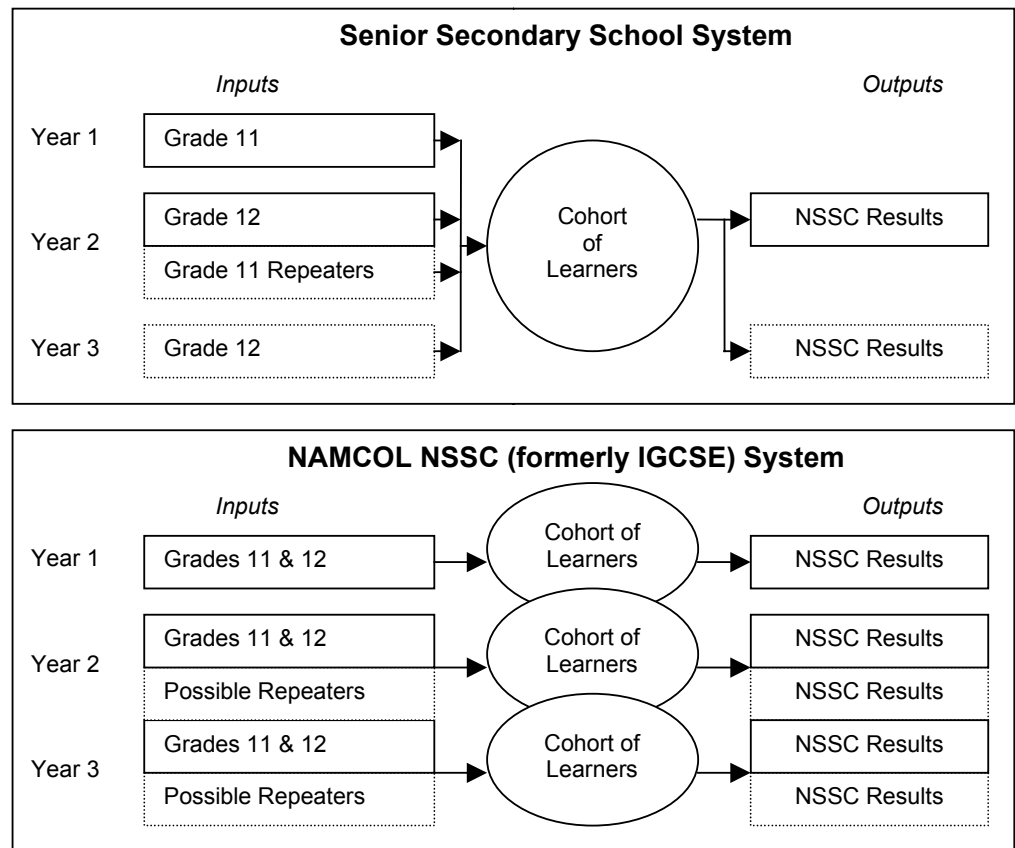 Senior Secondary School System
Inputs
Outputs
Year 1
Grade 11
Year 2
Grade 12
Grade 11 Repeaters
Year 3
Grade 12
Cohort
of
Learners
NSSC Results
NSSC Results
NAMCOL NSSC (formerly IGCSE) System
Inputs
Outputs
Year 1
Grades 11 & 12
Cohort of
Learners
NSSC Results
Year 2
Grades 11 & 12
Possible Repeaters
Cohort of
Learners
NSSC Results
NSSC Results
Year 3
Grades 11 & 12
Possible Repeaters
Cohort of
Learners
NSSC Results
NSSC Results